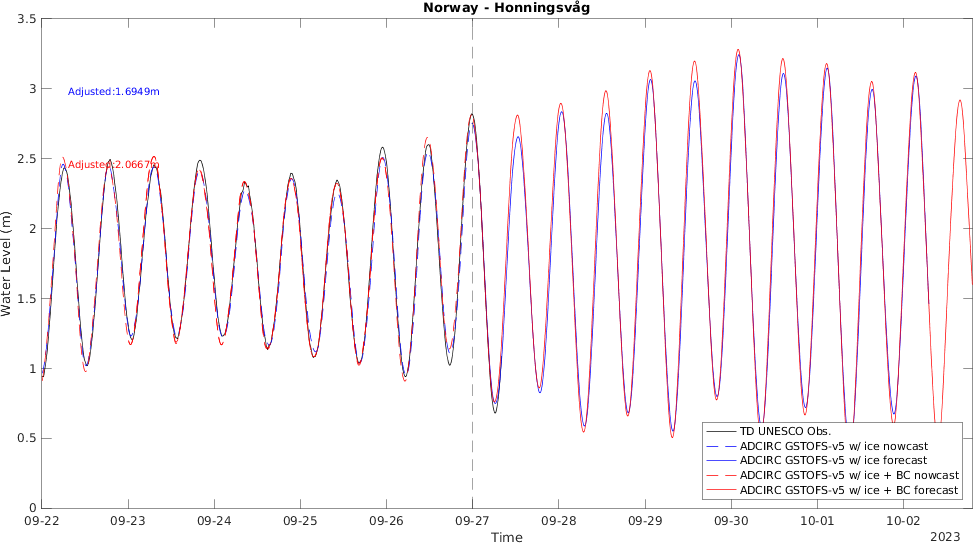 Norway - Honningsvåg
3.5
3
2.5
2
1.5
1
0.5
0
Water Level (m)
Adjusted:1.6949m
Adjusted:2.0667m
TD UNESCO Obs.
ADCIRC GSTOFS-v5 w/ ice nowcast
ADCIRC GSTOFS-v5 w/ ice forecast
ADCIRC GSTOFS-v5 w/ ice + BC nowcast
ADCIRC GSTOFS-v5 w/ ice + BC forecast
09-22 09-23 09-24 09-25 09-26 09-27 09-28 09-29 09-30 10-01 10-02
Time
2023